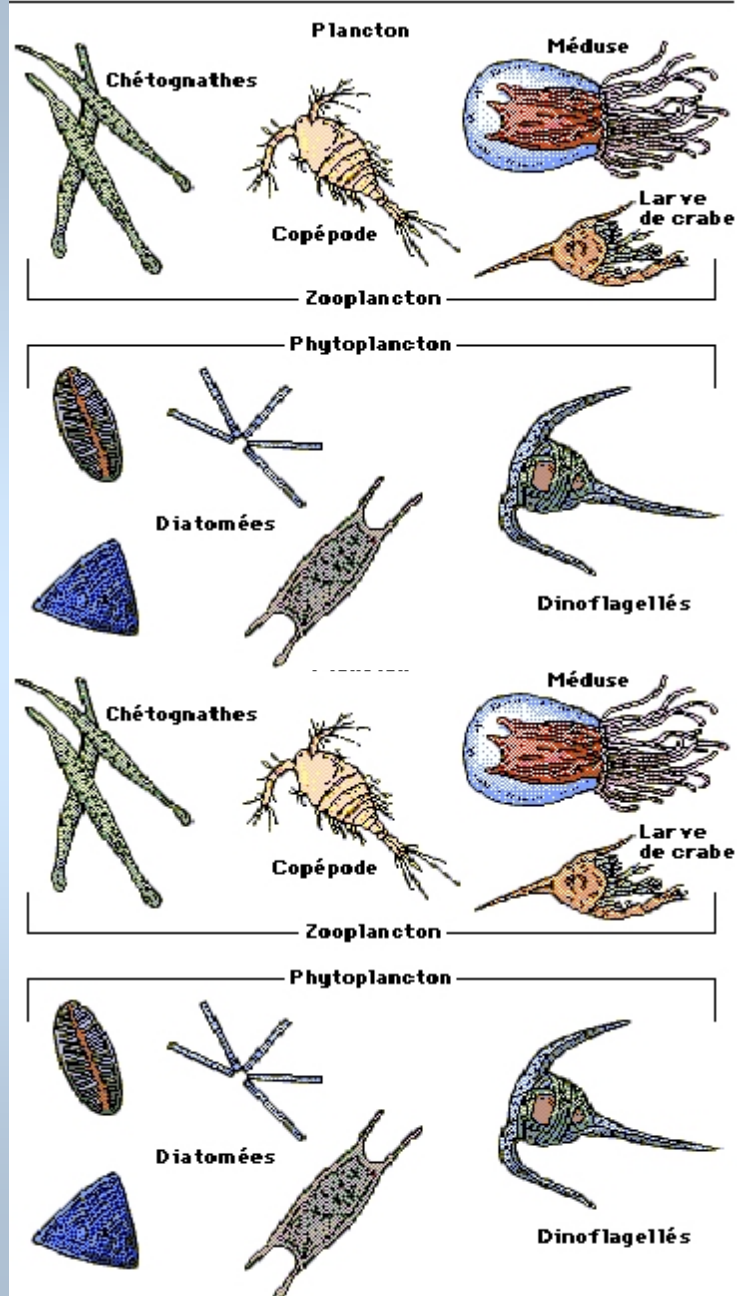 Plancton
Méduse
Chétognathes
Larve
de crabe
Copépode
Zooplancton
Phytoplancton
Diatomées
Dinoflagellés
Méduse
Chétognathes
Larve
de crabe
Copépode
Zooplancton
Phytoplancton
Diatomées
Dinoflagellés